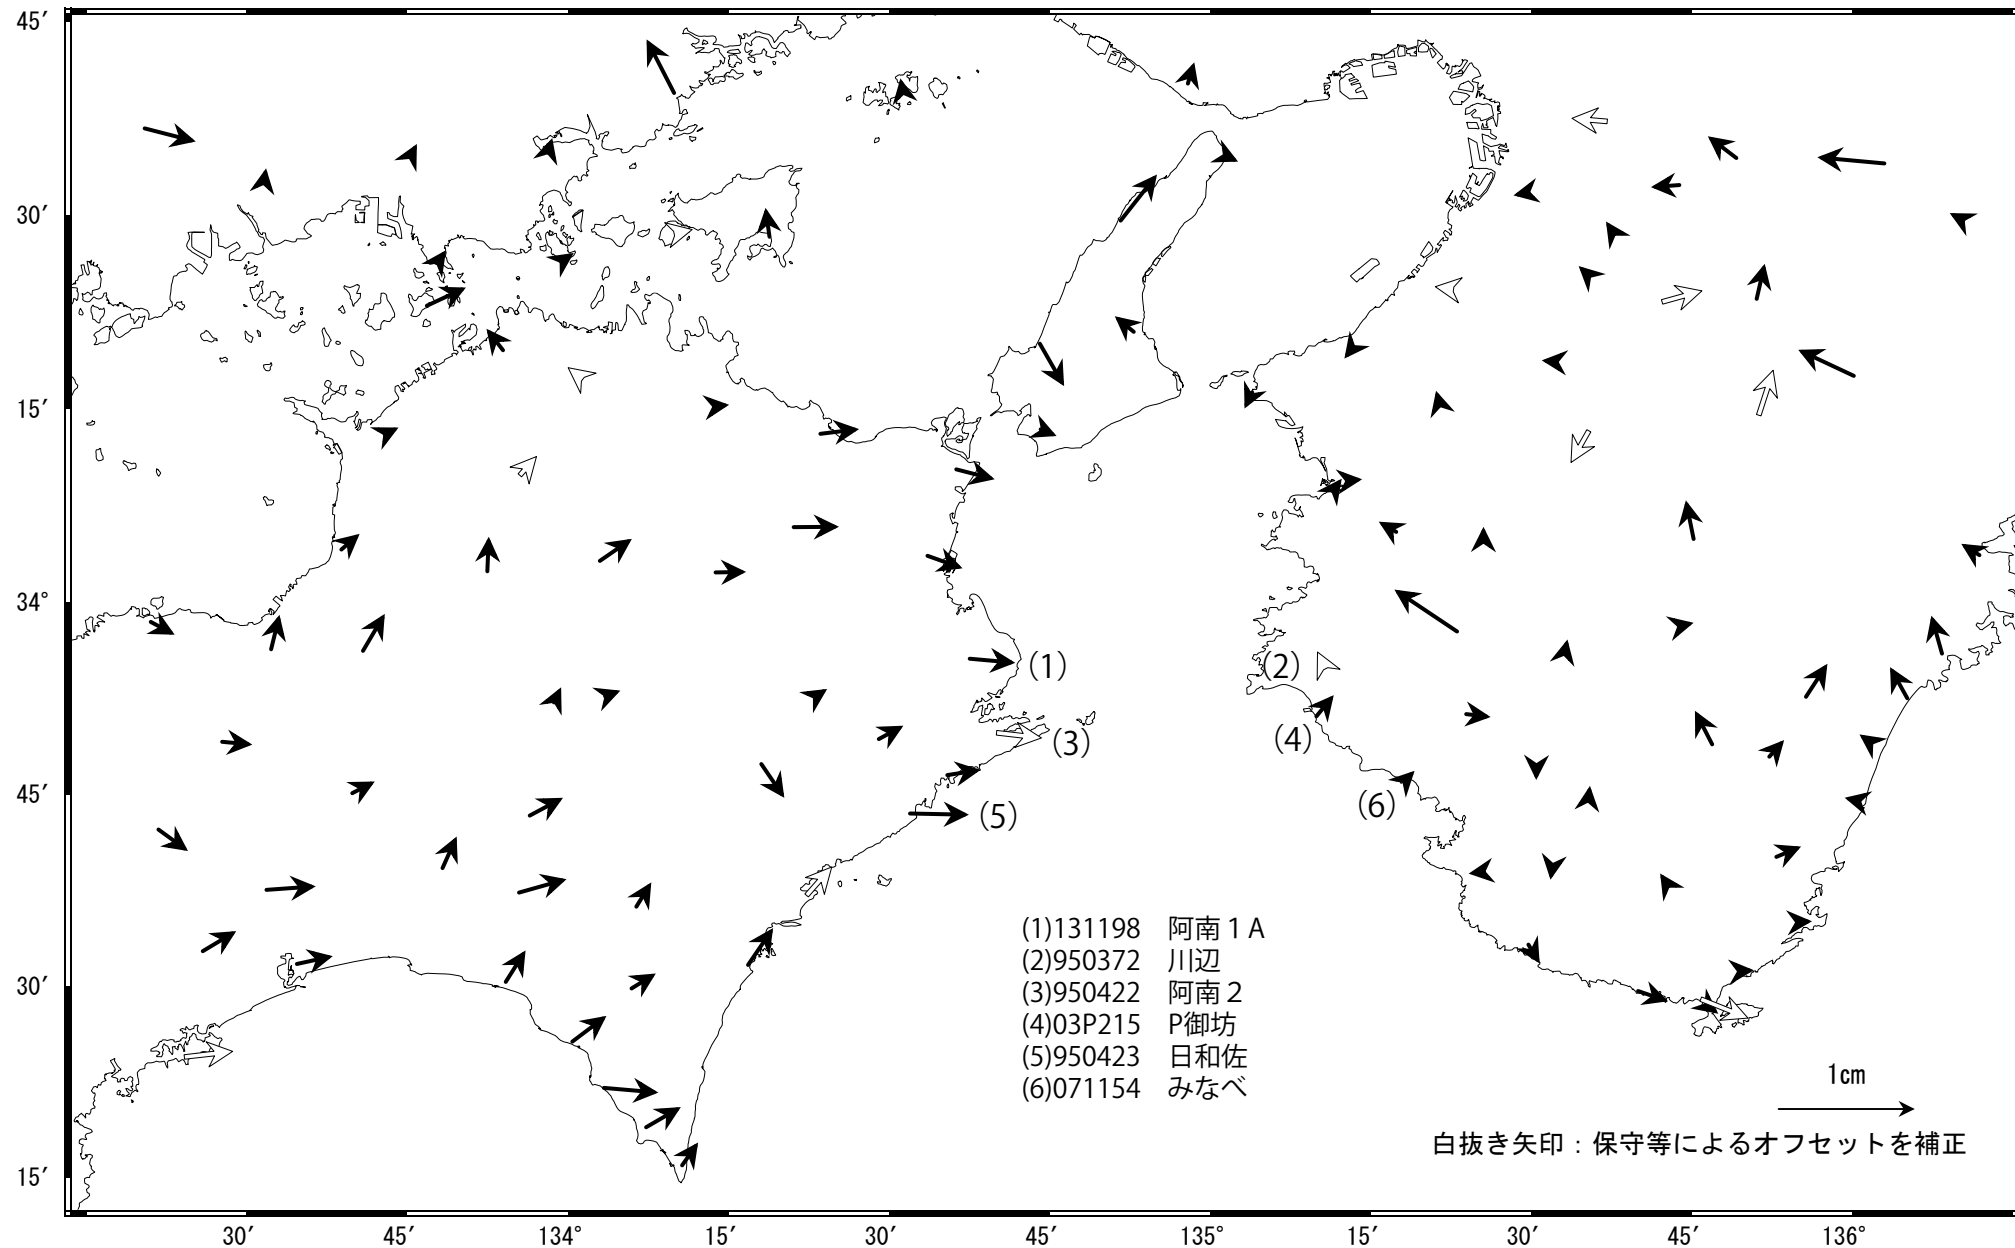 45′
30′
15′
34°
45′
30′
15′
(1)
(2)
(3)
(4)
(5)
(6)
(1)131198 阿南１A
(2)950372 川辺
(3)950422 阿南２
(4)03P215 P御坊
(5)950423 日和佐
(6)071154 みなべ
1cm
白抜き矢印：保守等によるオフセットを補正
30′ 45′ 134° 15′ 30′ 45′ 135° 15′ 30′ 45′ 136°